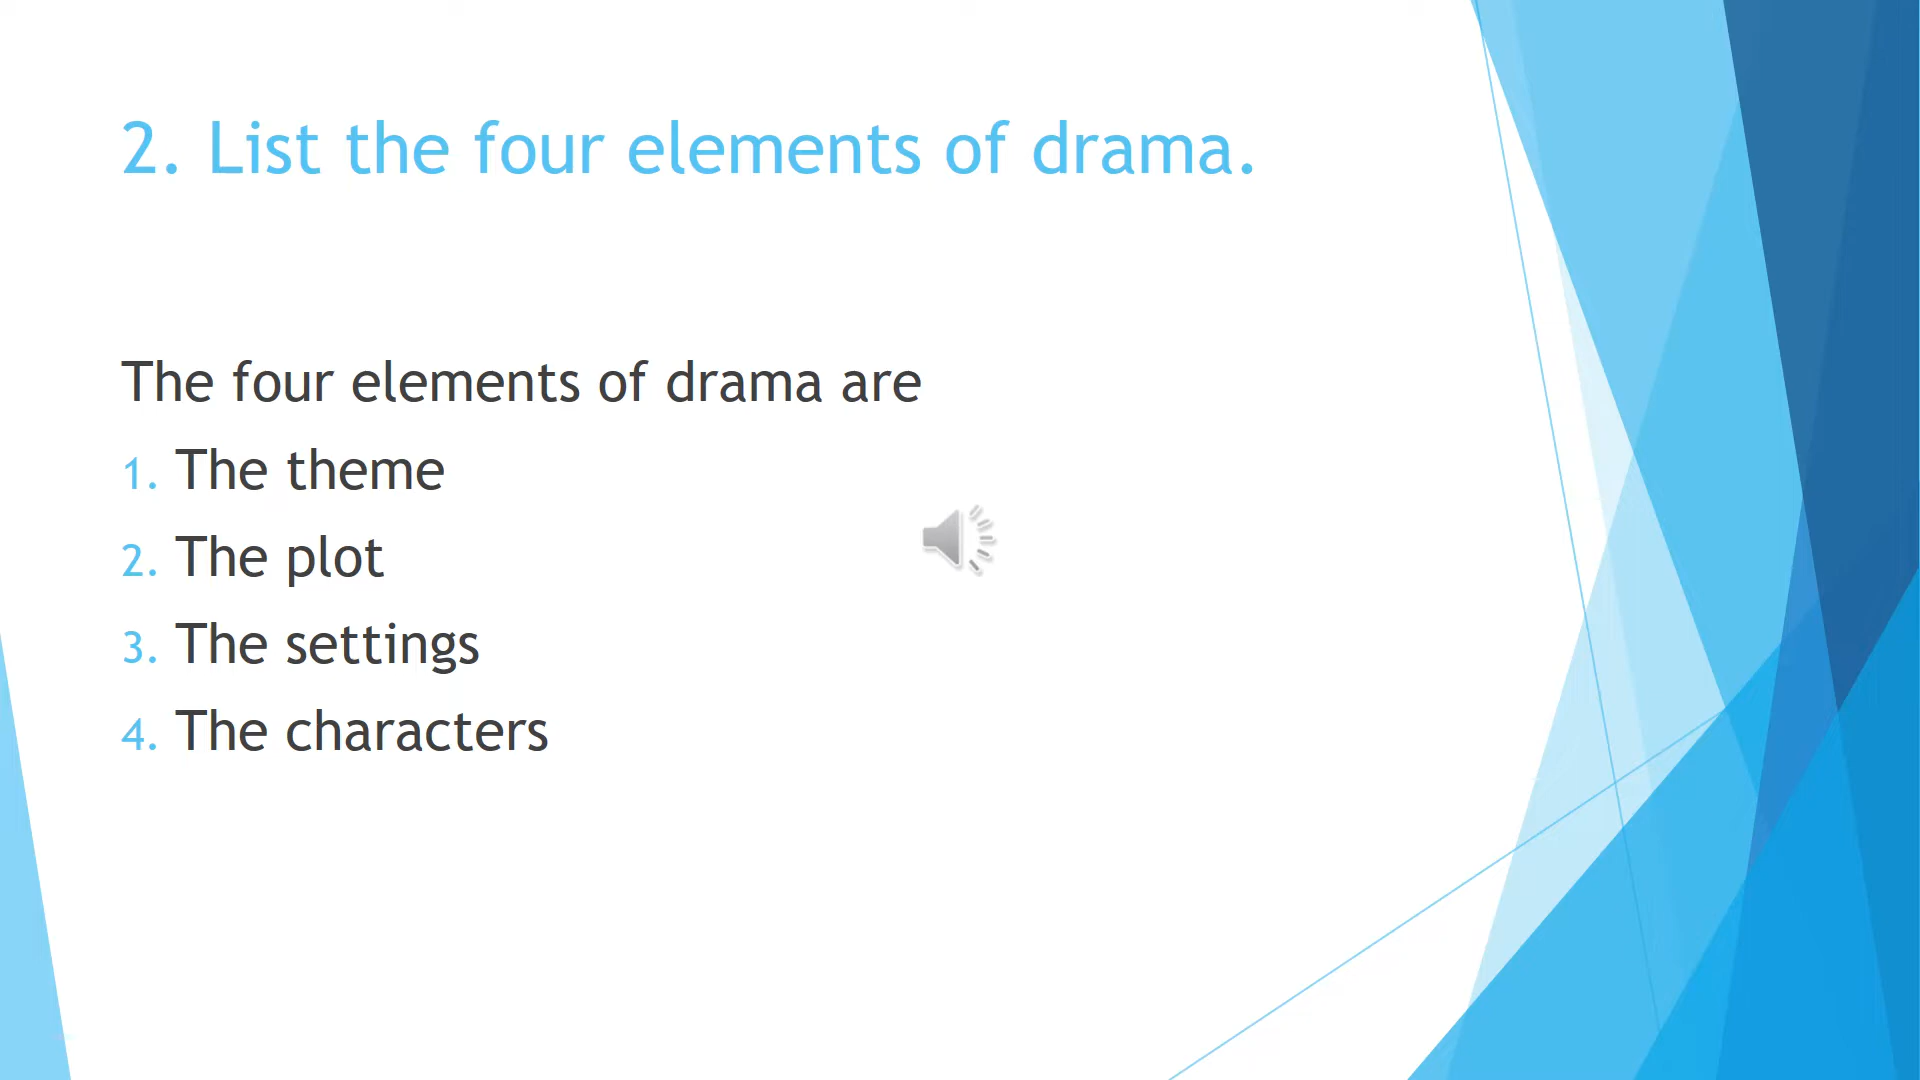 2. List the four elements of drama.
The four elements of drama are
1. The theme
2. The plot
3. The settings
4. The characters